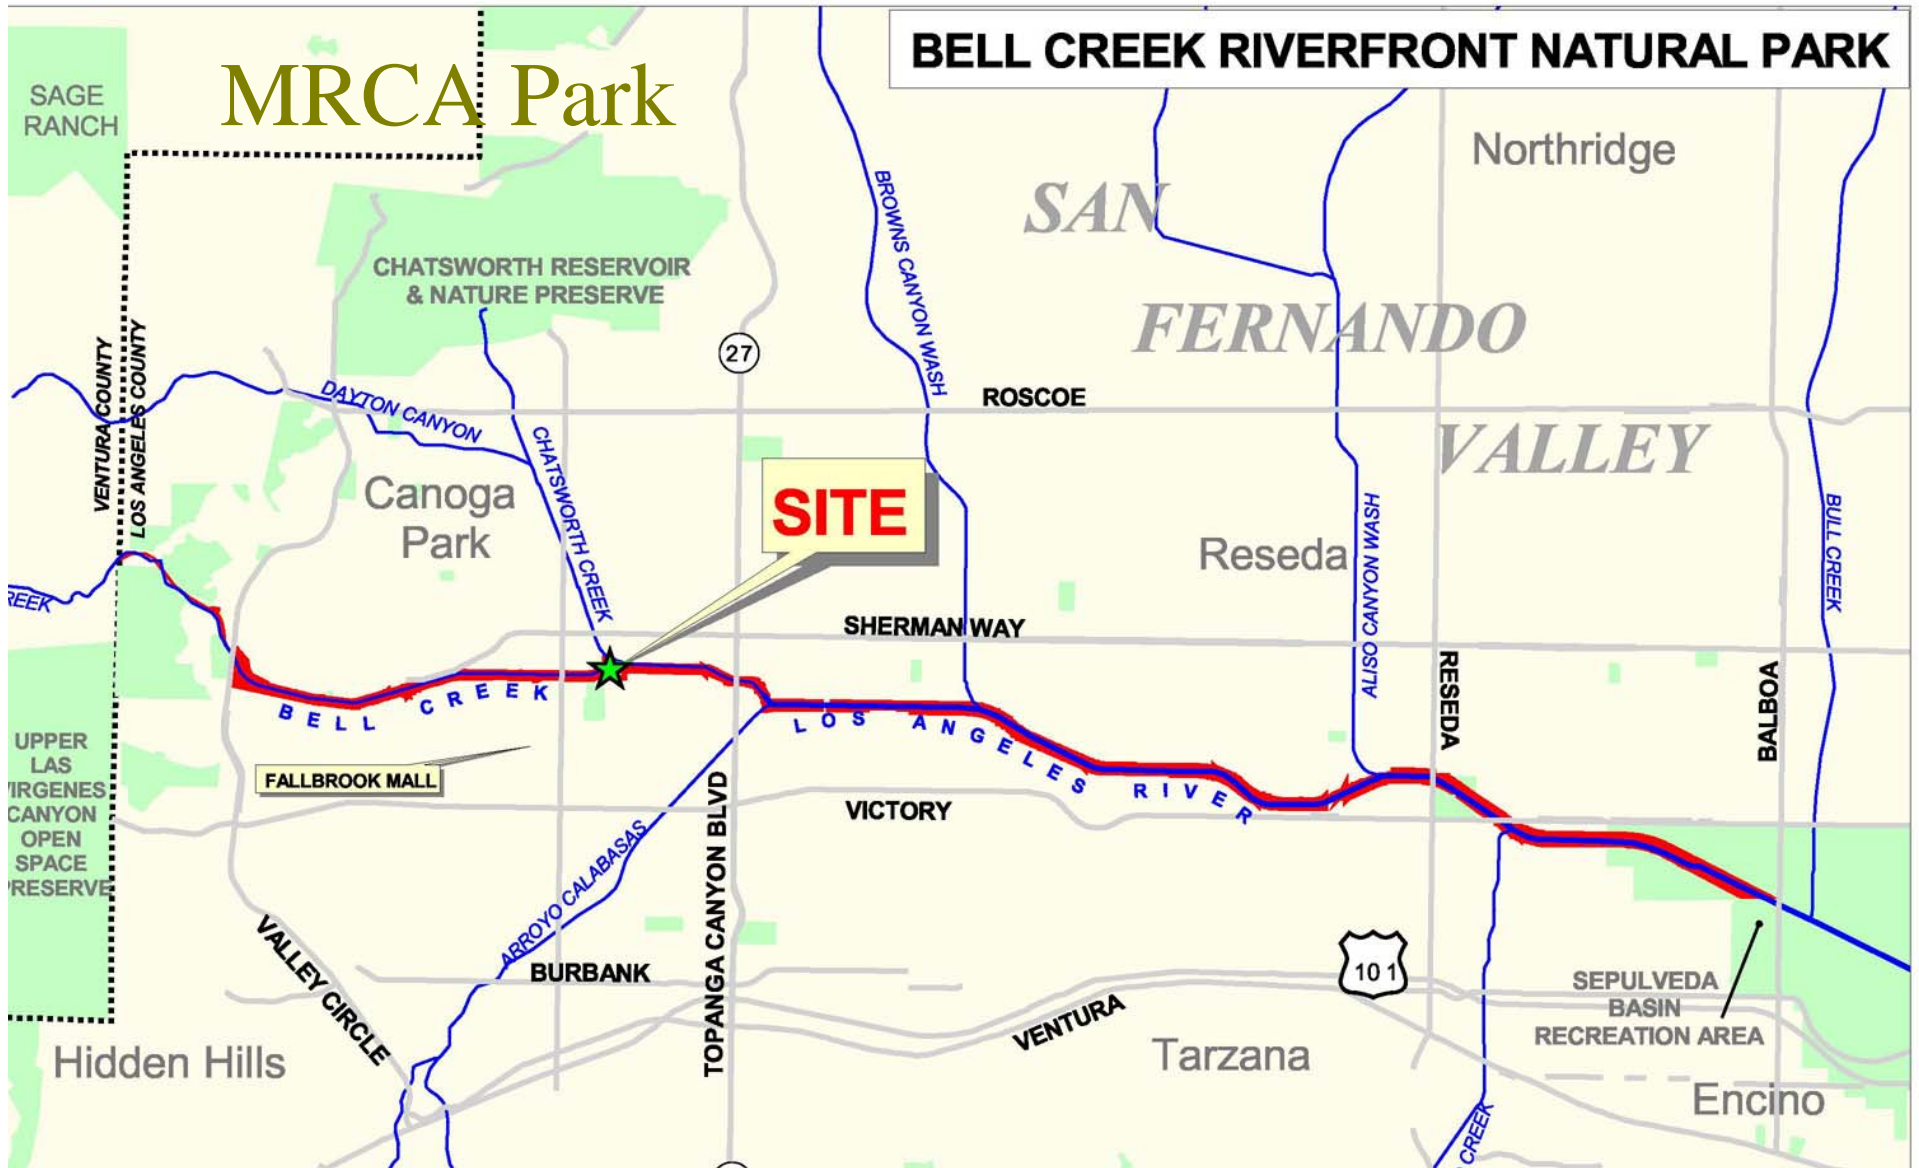 BELL CREEK RIVERFRONT NATURAL PARK
MRCA Park
SAGE
RANCH
Northridge
SAN
FERNANDO
VALLEY
CHATSWORTH RESERVOIR
& NATURE PRESERVE
BROWNS CANYON WASH
27
VENTURA COUNTY
LOS ANGELES COUNTY
DAYTON CANYON
ROSCOE
CHATSWORTH CREEK
Canoga
Park
SITE
Reseda
ALISO CANYON WASH
BULL CREEK
REEK
SHERMAN WAY
RESEDA
BALBOA
BELL CREEK
LOS ANGELES RIVER
UPPER
LAS
VIRGENES
CANYON
OPEN
SPACE
PRESERVE
FALLBROOK MALL
VICTORY
ARROYO CALABASAS
TOPANGA CANYON BLVD
VALLEY CIRCLE
BURBANK
VENTURA
101
SEPULVEDA
BASIN
RECREATION AREA
Hidden Hills
Tarzana
Encino
CREEK